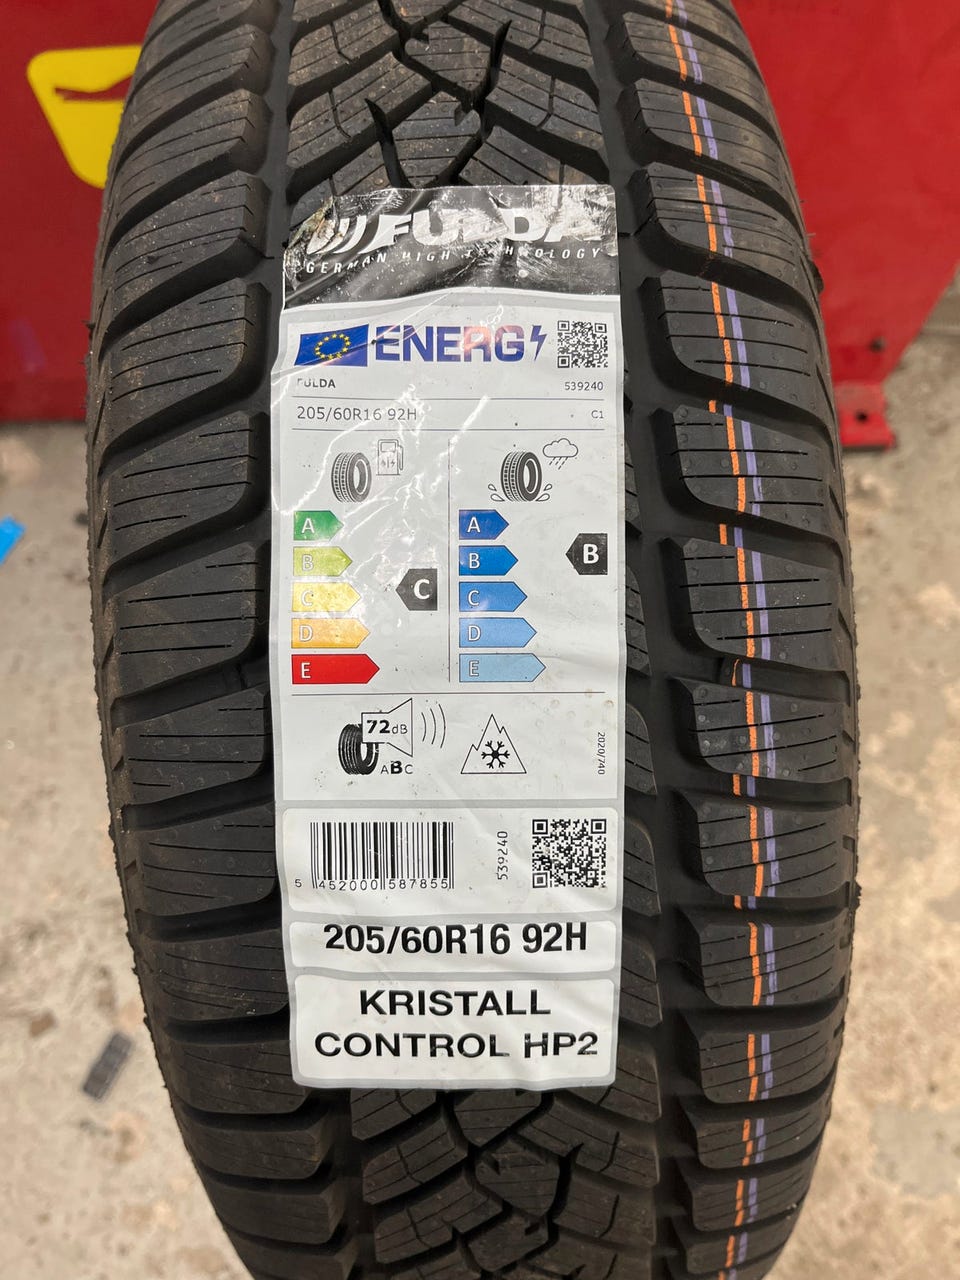 FULDA
GERMAN HIGH TECHNOLOGY
ENERG
FULDA 539240
205/60R16 92H C1
A A
B B B
C C C
D D
E E
72dB
ABC
2020/740
539240
5 452000 587855
205/60R16 92H
KRISTALL
CONTROL HP2